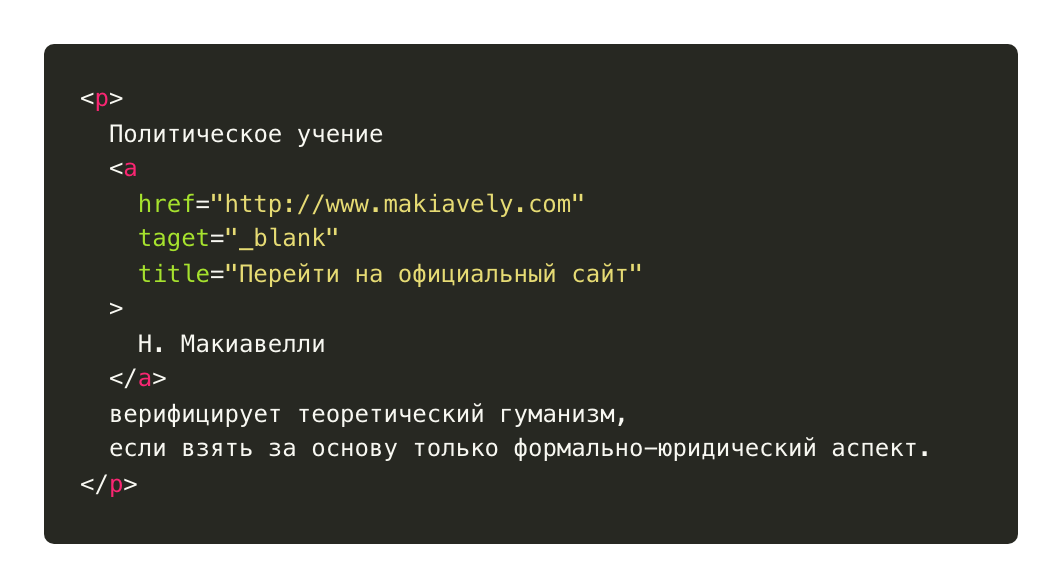 <p>
  Политическое учение
  <a
    href="http://www.makiavely.com"
    taget="_blank"
    title="Перейти на официальный сайт"
  >
    Н. Макиавелли
  </a>
  верифицирует теоретический гуманизм,
  если взять за основу только формально-юридический аспект.
</p>